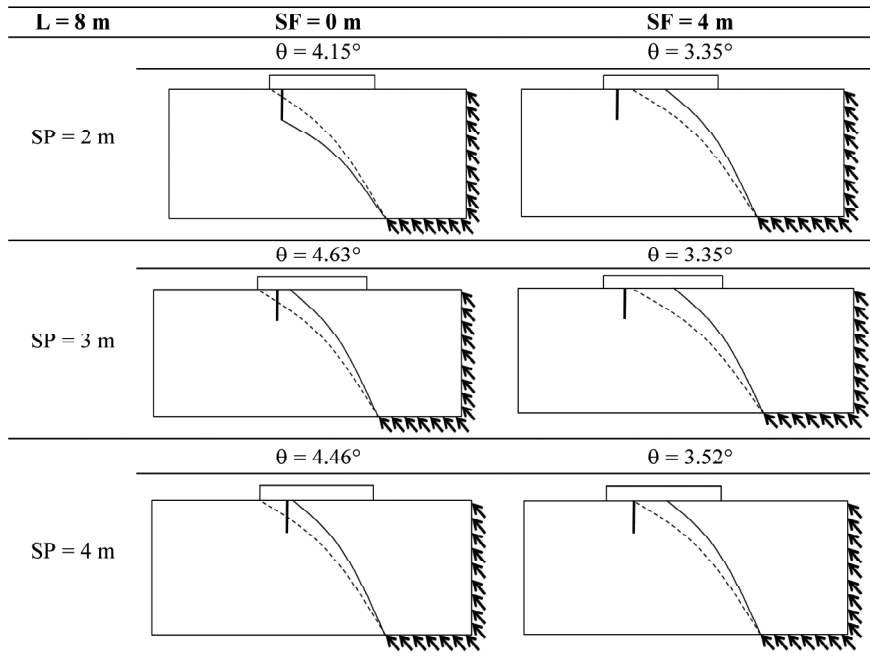 L = 8 m SF = 0 m SF = 4 m
θ = 4.15° θ = 3.35°
SP = 2 m
θ = 4.63° θ = 3.35°
SP = 3 m
θ = 4.46° θ = 3.52°
SP = 4 m